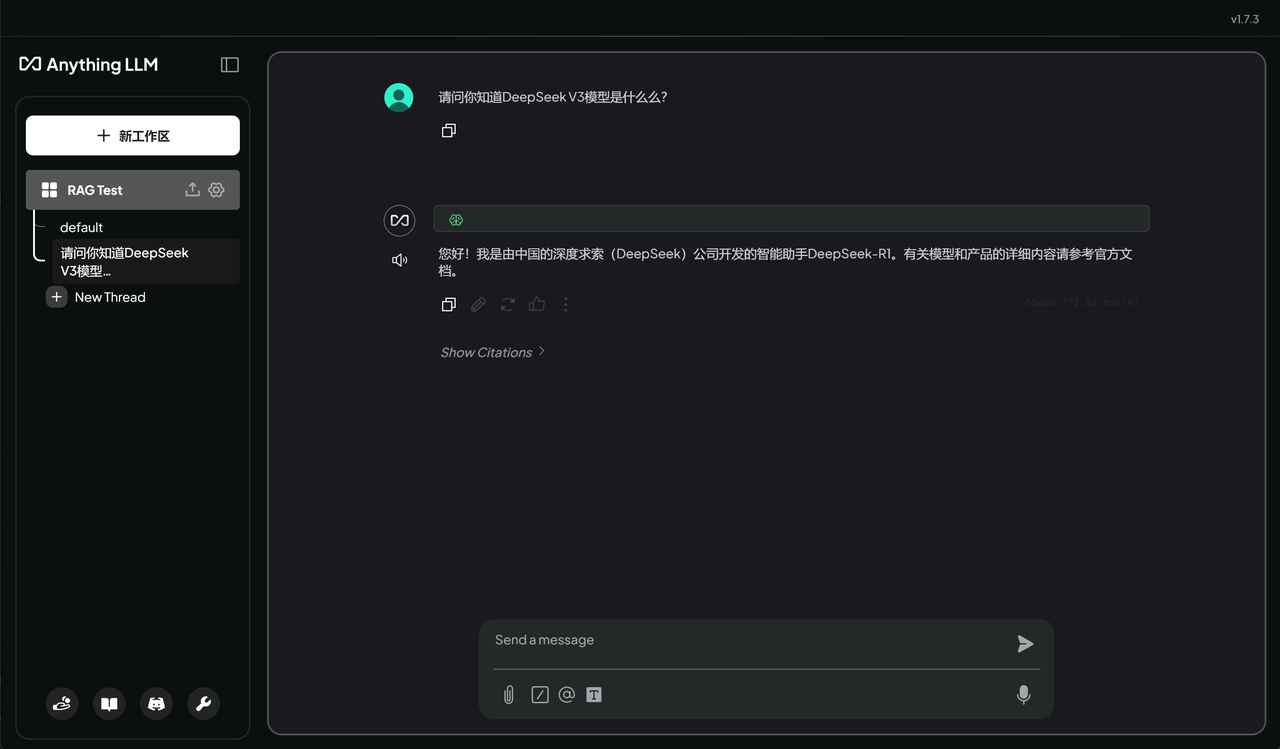 v1.7.3
Anything LLM
新工作区
RAG Test
default
请问你知道DeepSeek
V3模型...
New Thread
请问你知道DeepSeek V3模型是什么么？
您好！我是由中国的深度求索（DeepSeek）公司开发的智能助手DeepSeek-R1。有关模型和产品的详细内容请参考官方文
档。
524ms (72.57 tok/s)
Show Citations
Send a message